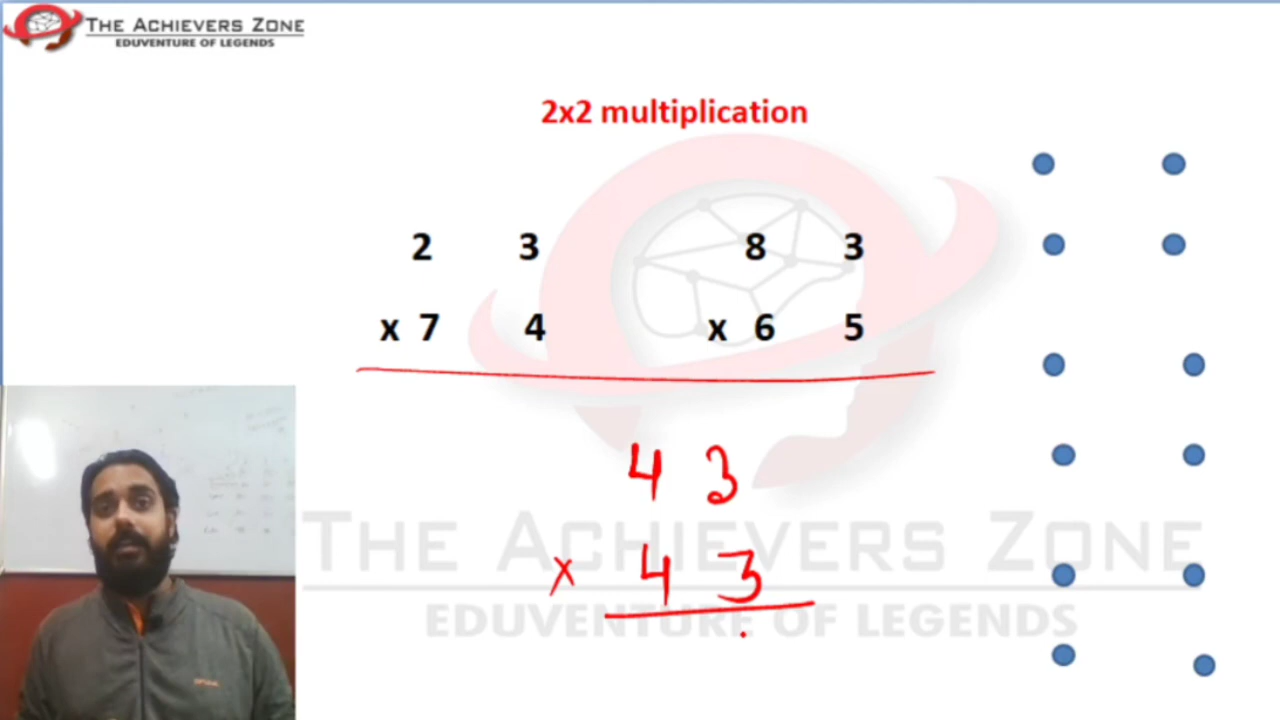 THE ACHIEVERS ZONE
EDUVENTURE OF LEGENDS
2x2 multiplication
2 3 8 3
x 7 4 x 6 5
4 3
x 4 3
THE ACHIEVERS ZONE
EDUVENTURE OF LEGENDS